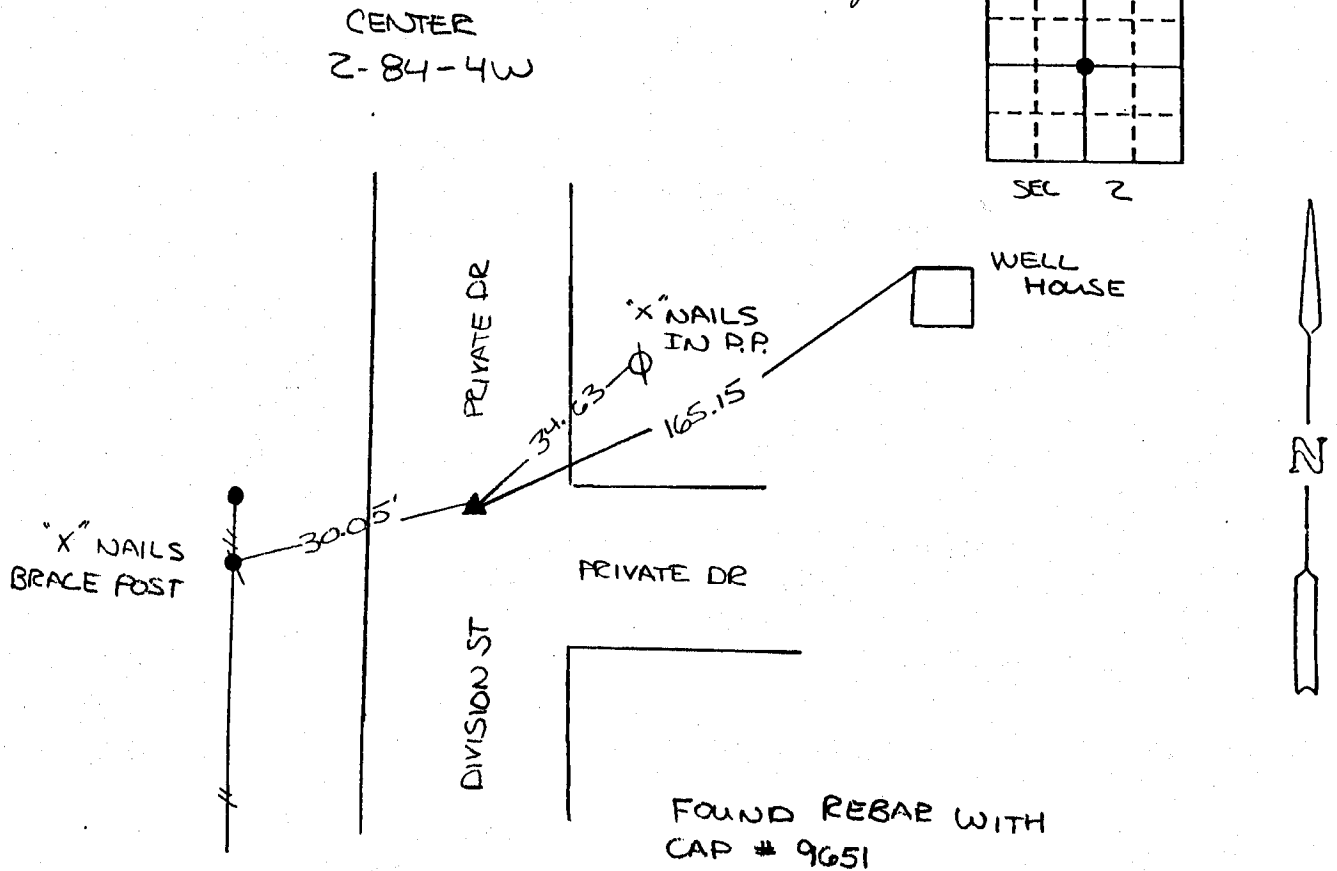 CENTER
2-84-4W
SEC 2
WELL
HOUSE
PRIVATE DR
"X" NAILS
IN P.P.
34.63
165.15
30.05'
"X" NAILS
BRACE POST
PRIVATE DR
N
DIVISION ST
FOUND REBAR WITH
CAP # 9651